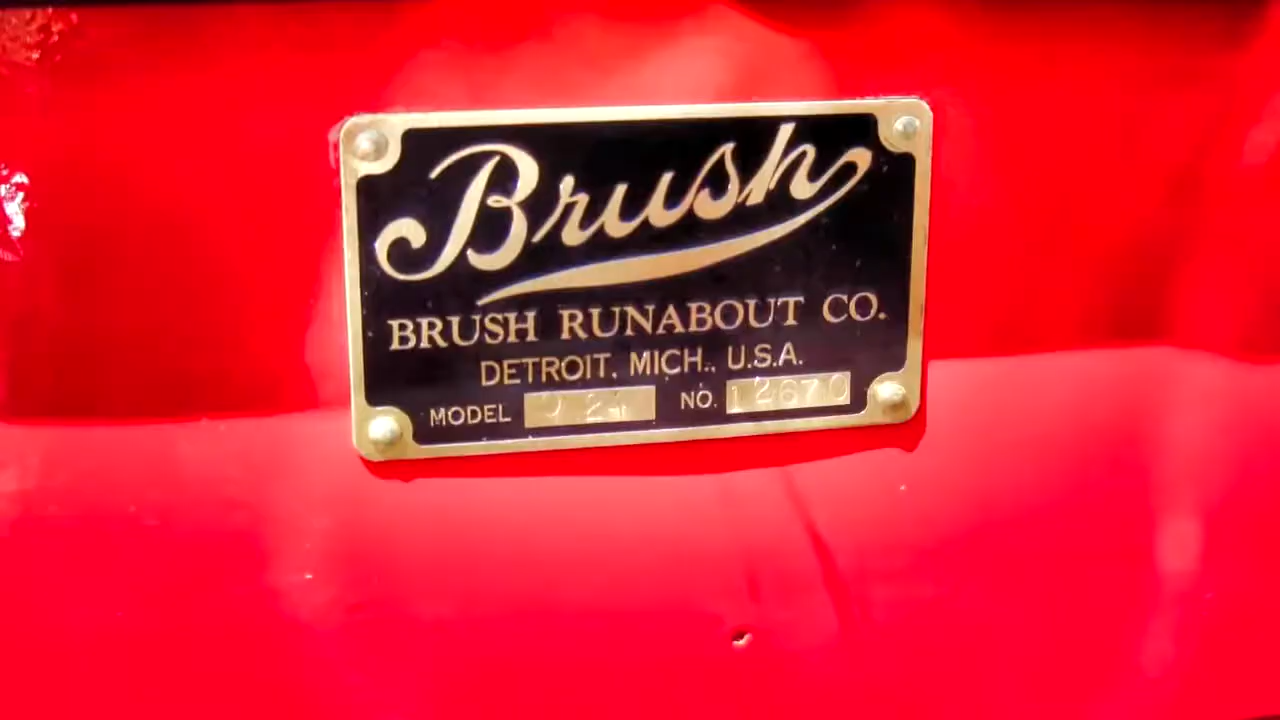 Brush
BRUSH RUNABOUT CO.
DETROIT, MICH., U.S.A.
MODEL NO. 12670